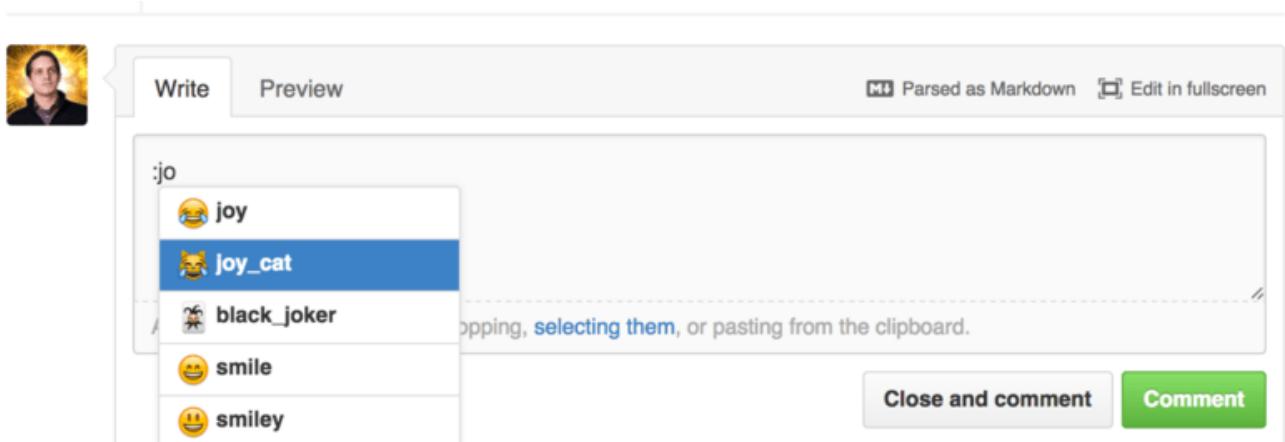 Write Preview Parsed as Markdown Edit in fullscreen
:jo
joy
joy_cat
black_joker
opping, selecting them, or pasting from the clipboard.
smile
Close and comment Comment
smiley